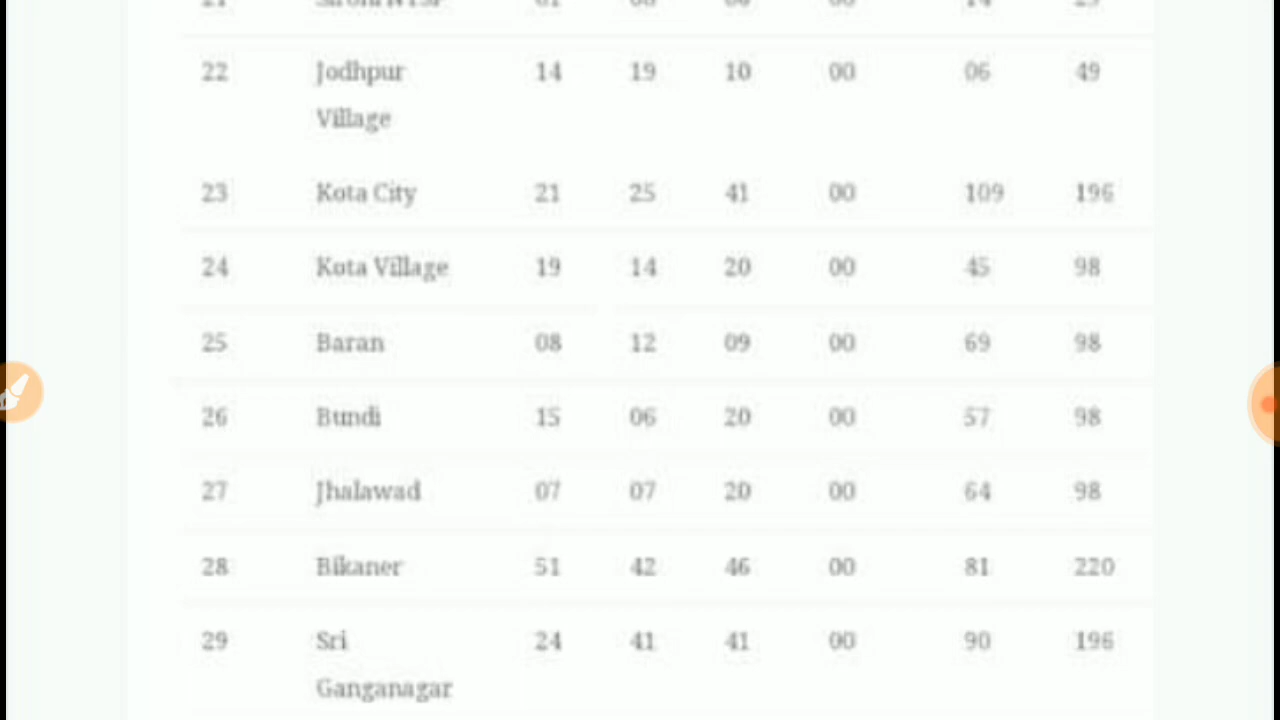 22 Jodhpur 14 19 10 00 06 49
Village
23 Kota City 21 25 41 00 109 196
24 Kota Village 19 14 20 00 45 98
25 Baran 08 12 09 00 69 98
26 Bundi 15 06 20 00 57 98
27 Jhalawad 07 07 20 00 64 98
28 Bikaner 51 42 46 00 81 220
29 Sri 24 41 41 00 90 196
Ganganagar